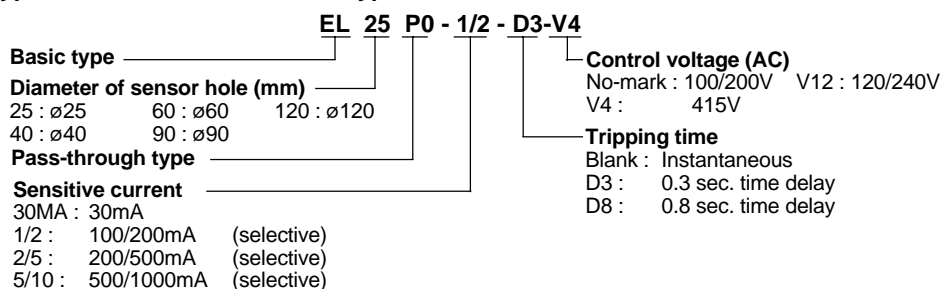 EL 25 P0 - 1/2 - D3-V4
Basic type
Diameter of sensor hole (mm)
25 : ø25 60 : ø60 120 : ø120
40 : ø40 90 : ø90
Pass-through type
Sensitive current
30MA : 30mA
1/2 : 100/200mA (selective)
2/5 : 200/500mA (selective)
5/10 : 500/1000mA (selective)
Control voltage (AC)
No-mark : 100/200V V12 : 120/240V
V4 : 415V
Tripping time
Blank : Instantaneous
D3 : 0.3 sec. time delay
D8 : 0.8 sec. time delay